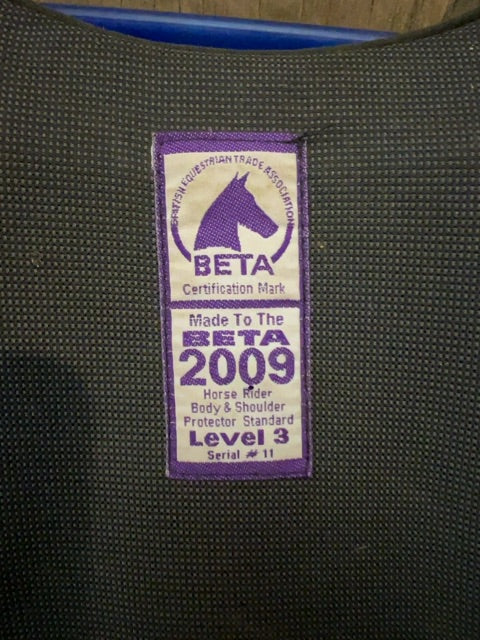 BRITISH EQUESTRIAN TRADE ASSOCIATION
BETA
Certification Mark
Made To The
BETA
2009
Horse Rider
Body & Shoulder
Protector Standard
Level 3
Serial # 11